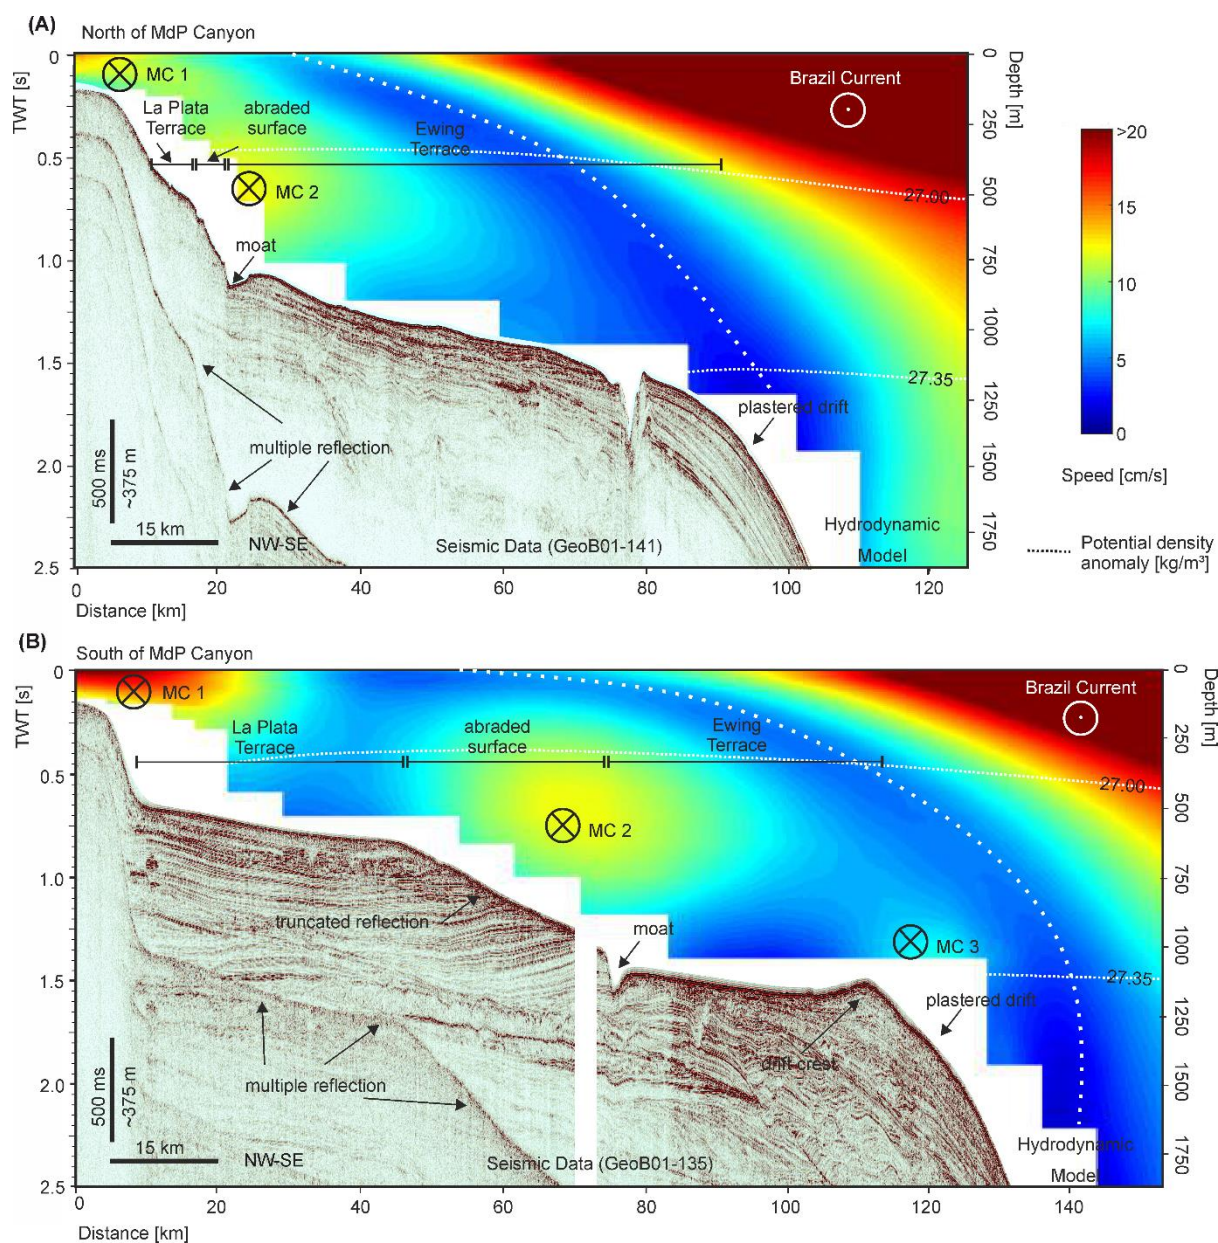 (A)
North of MdP Canyon
0
0
TWT [s]
Depth [m]
MC 1
Brazil Current
La Plata
Terrace
abraded
surface
Ewing
Terrace
250
>20
0.5
MC 2
27.00
500
15
moat
750
1.0
10
1000
1.5
27.35
1250
5
plastered drift
0
multiple reflection
500 ms
~375 m
2.0
1500
Speed [cm/s]
15 km
Hydrodynamic
Model
1750
NW-SE
Seismic Data (GeoB01-141)
Potential density
anomaly [kg/m³]
2.5
0
20
40
60
80
100
120
Distance [km]
(B)
South of MdP Canyon
0
0
TWT [s]
Depth [m]
MC 1
Brazil Current
La Plata
Terrace
abraded
surface
Ewing
Terrace
250
0.5
27.00
500
MC 2
750
1.0
truncated reflection
moat
MC 3
1000
1.5
27.35
plastered drift
1250
drift crest
multiple reflection
500 ms
~375 m
2.0
1500
15 km
Hydrodynamic
Model
1750
NW-SE
Seismic Data (GeoB01-135)
2.5
0
20
40
60
80
100
120
140
Distance [km]